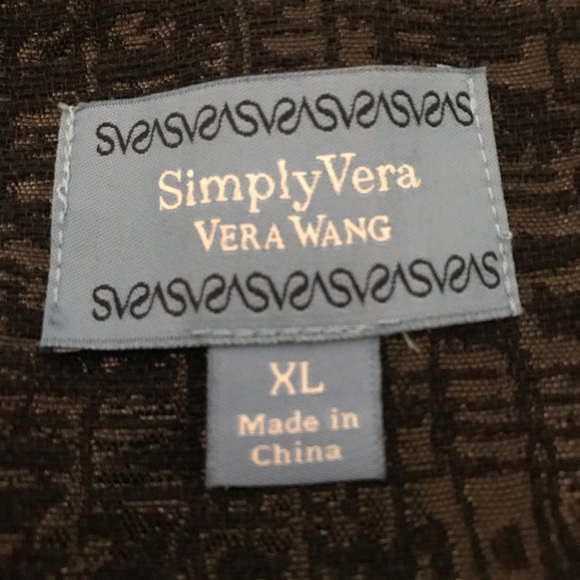 SimplyVera
VERA WANG
XL
Made in
China